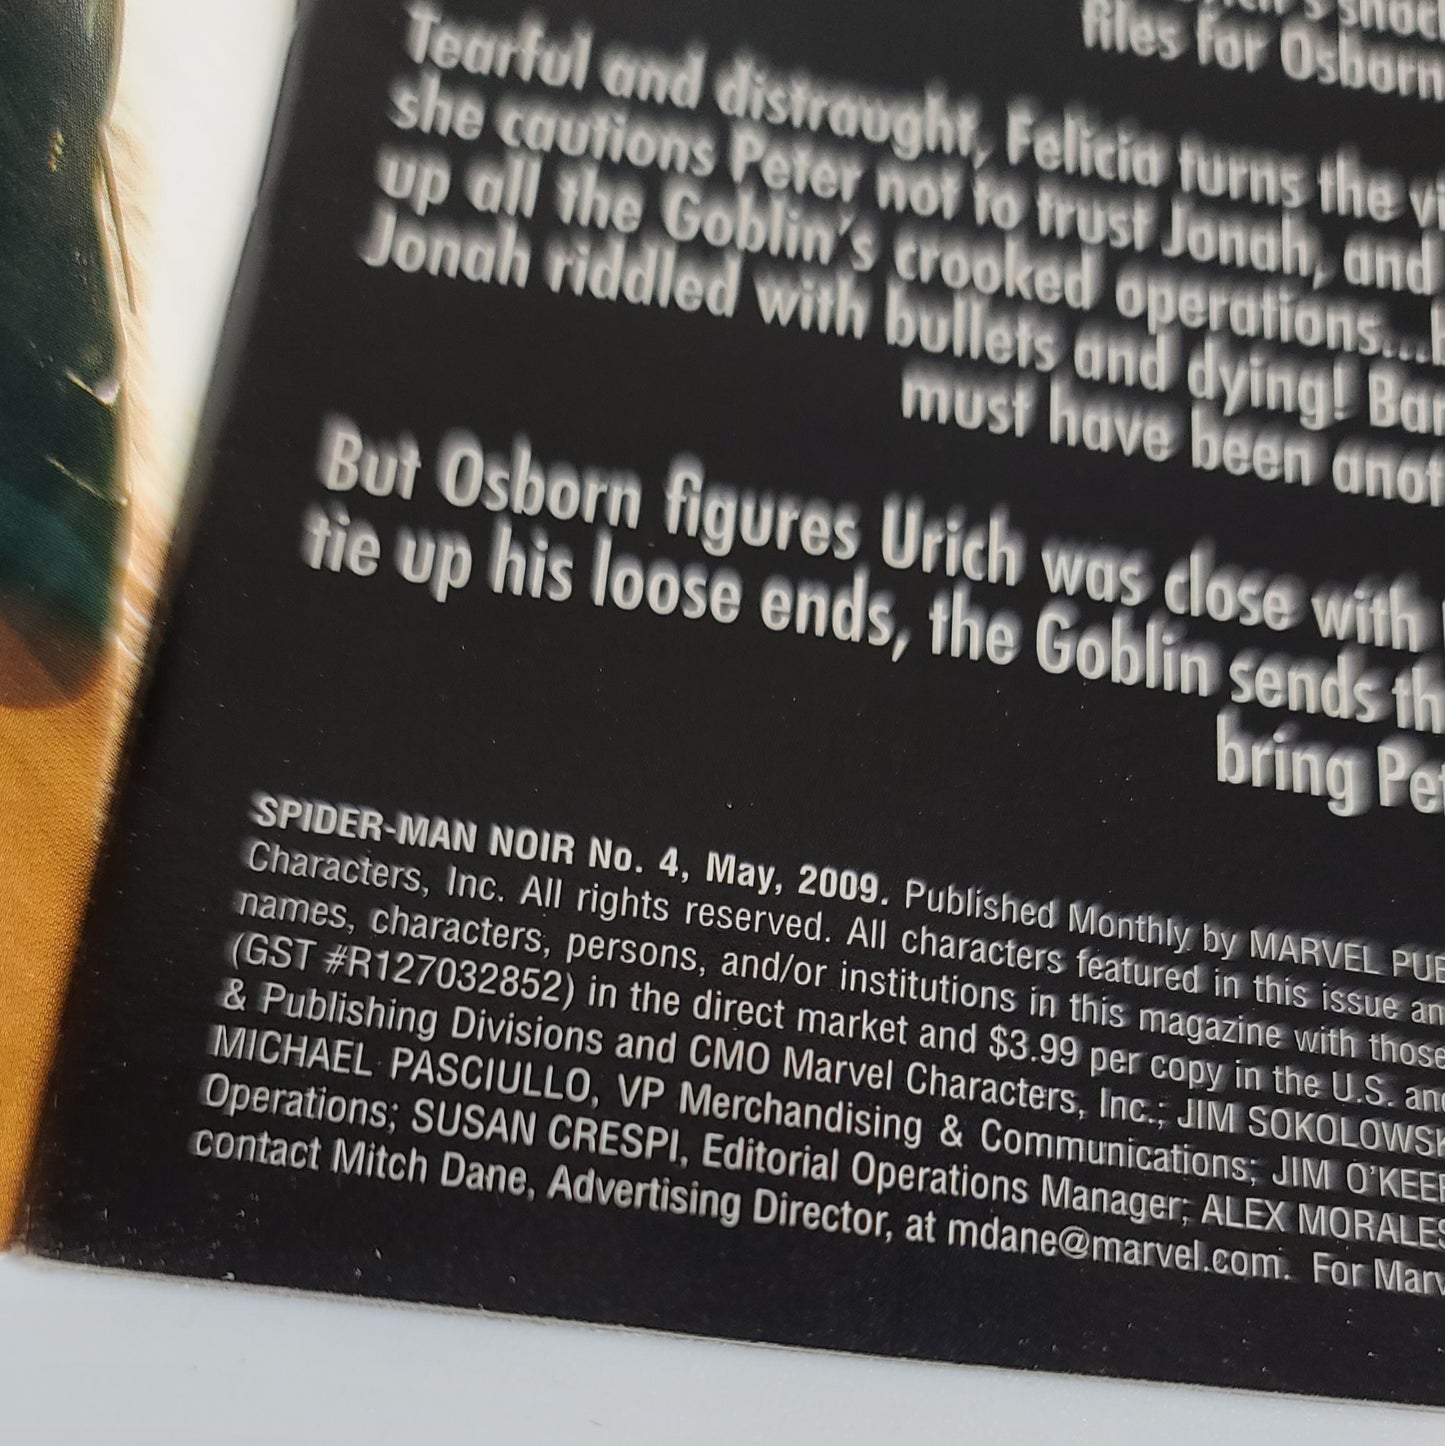 files for Osborn
Tearful and distraught, Felicia turns the
she cautions Peter not to trust Jonah, and
up all the Goblin's crooked operations....
Jonah riddled with bullets and dying!
must have been
But Osborn figures Urich was close with
tie up his loose ends, the Goblin sends
bring
SPIDER-MAN NOIR No. 4, May, 2009. Published Monthly by MARVEL
Characters, Inc. All rights reserved. All characters featured in this issue
names, characters, persons, and/or institutions in this magazine with those
(GST #R127032852) in the direct market and $3.99 per copy in the U.S.
& Publishing Divisions and CMO Marvel Characters, Inc.; JIM
MICHAEL PASCIULLO, VP Merchandising & Communications; JIM
Operations; SUSAN CRESPI, Editorial Operations Manager; ALEX MORALES
contact Mitch Dane, Advertising Director, at mdane@marvel.com. For